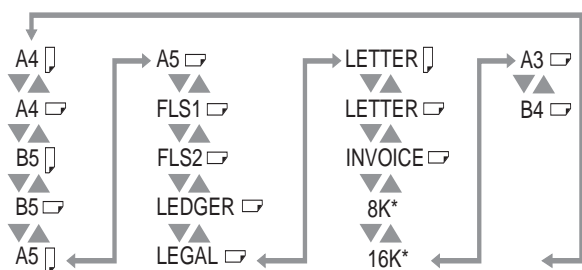 A4
A4
B5
B5
A5
A5
FLS1
FLS2
LEDGER
LEGAL
LETTER
LETTER
INVOICE
8K*
16K*
A3
B4